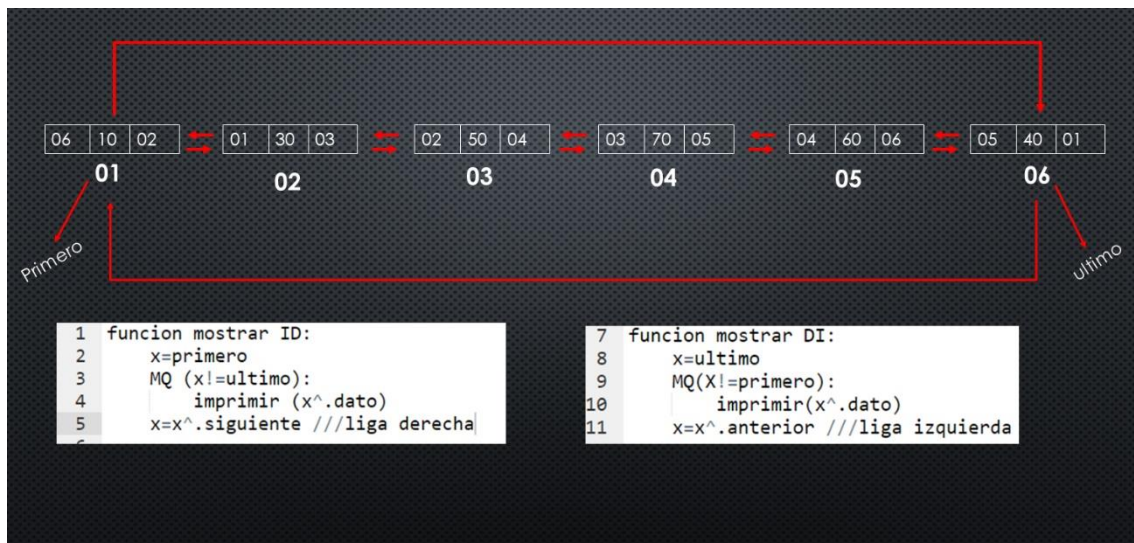 06 10 02 01 30 03 02 50 04 03 70 05 04 60 06 05 40 01
01 02 03 04 05 06
Primero
ultimo
1 funcion mostrar ID:
2 x=primero
3 MQ (x!=ultimo):
4 imprimir (x^.dato)
5 x=x^.siguiente ///liga derecha
7 funcion mostrar DI:
8 x=ultimo
9 MQ(X!=primero):
10 imprimir(x^.dato)
11 x=x^.anterior ///liga izquierda